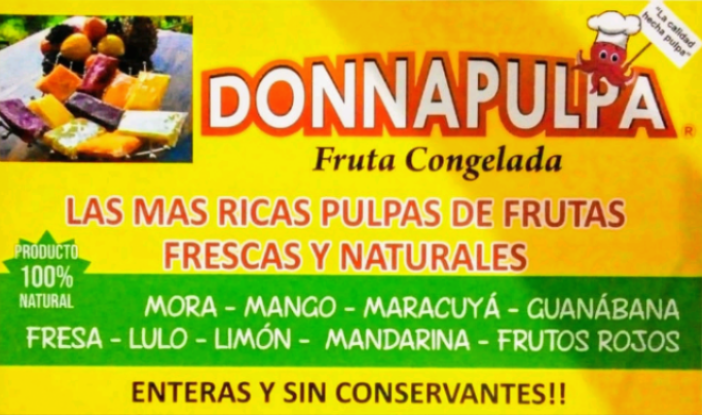 "La calidad
hecha pulpa"
DONNAPULPA®
Fruta Congelada
LAS MAS RICAS PULPAS DE FRUTAS
FRESCAS Y NATURALES
PRODUCTO
100%
NATURAL
MORA - MANGO - MARACUYÁ - GUANÁBANA
FRESA - LULO - LIMÓN - MANDARINA - FRUTOS ROJOS
ENTERAS Y SIN CONSERVANTES!!